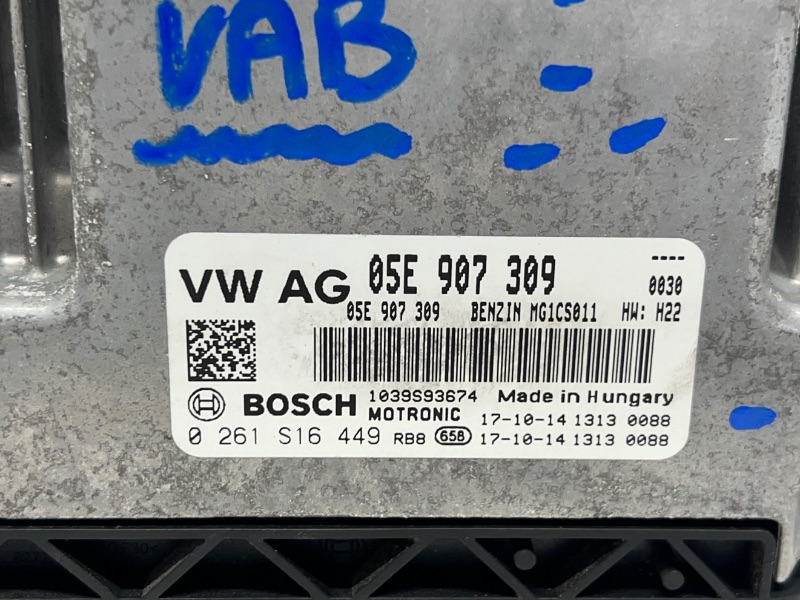 VAB
VW AG 05E 907 309 ----
0030
05E 907 309 BENZIN MG1CS011 HW: H22
BOSCH 1039S93674 Made in Hungary
MOTRONIC 17-10-14 1313 0088
0 261 S16 449 RB8 658 17-10-14 1313 0088